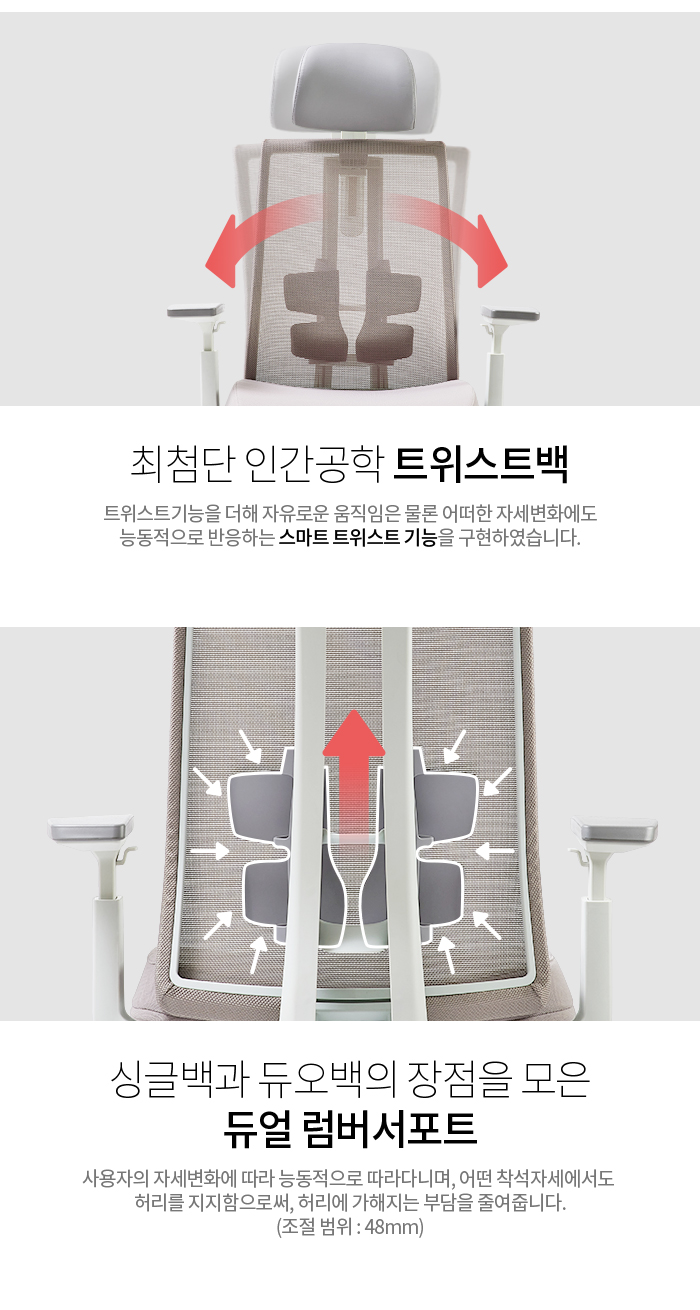 최첨단 인간공학 트위스트백
트위스트기능을 더해 자유로운 움직임은 물론 어떠한 자세변화에도
능동적으로 반응하는 스마트 트위스트 기능을 구현하였습니다.
싱글백과 듀오백의 장점을 모은
듀얼 럼버서포트
사용자의 자세변화에 따라 능동적으로 따라다니며, 어떤 착석자세에서도
허리를 지지함으로써, 허리에 가해지는 부담을 줄여줍니다.
(조절 범위 : 48mm)